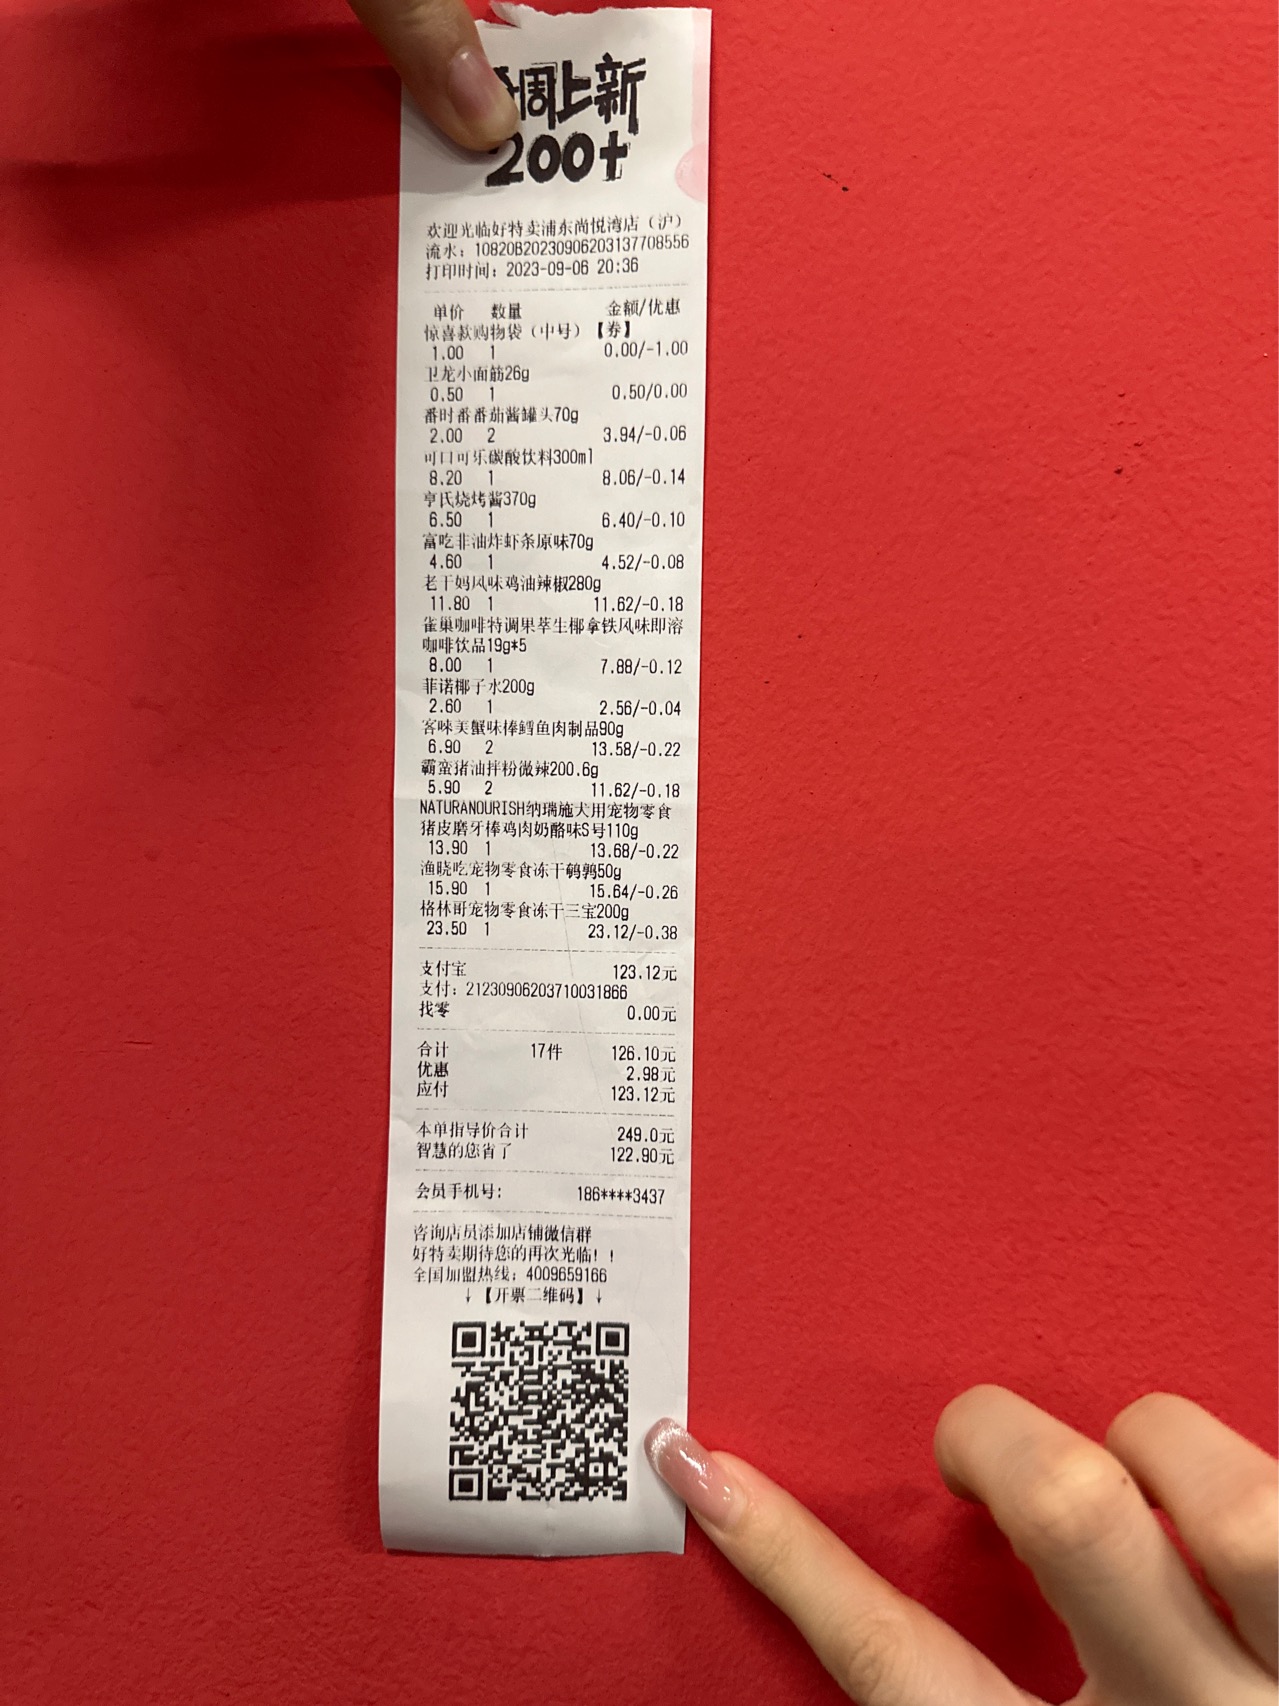 周上新
200+
欢迎光临好特卖浦东尚悦湾店（沪）
流水：10820B20230906203137708556
打印时间：2023-09-06 20:36
单价 数量 金额/优惠
惊喜款购物袋（中号）【券】
1.00 1 0.00/-1.00
卫龙小面筋26g
0.50 1 0.50/0.00
番时番番茄酱罐头70g
2.00 2 3.94/-0.06
可口可乐碳酸饮料300ml
8.20 1 8.06/-0.14
亨氏烧烤酱370g
6.50 1 6.40/-0.10
富吃非油炸虾条原味70g
4.60 1 4.52/-0.08
老干妈风味鸡油辣椒280g
11.80 1 11.62/-0.18
雀巢咖啡特调果萃生椰拿铁风味即溶
咖啡饮品19g*5
8.00 1 7.88/-0.12
菲诺椰子水200g
2.60 1 2.56/-0.04
客唻美蟹味棒鳕鱼肉制品90g
6.90 2 13.58/-0.22
霸蛮猪油拌粉微辣200.6g
5.90 2 11.62/-0.18
NATURANOURISH纳瑞施犬用宠物零食
猪皮磨牙棒鸡肉奶酪味S号110g
13.90 1 13.68/-0.22
渔晓吃宠物零食冻干鹌鹑50g
15.90 1 15.64/-0.26
格林哥宠物零食冻干三宝200g
23.50 1 23.12/-0.38
支付宝 123.12元
支付：21230906203710031866
找零 0.00元
合计 17件 126.10元
优惠 2.98元
应付 123.12元
本单指导价合计 249.0元
智慧的您省了 122.90元
会员手机号： 186****3437
咨询店员添加店铺微信群
好特卖期待您的再次光临！！
全国加盟热线：4009659166
↓【开票二维码】↓